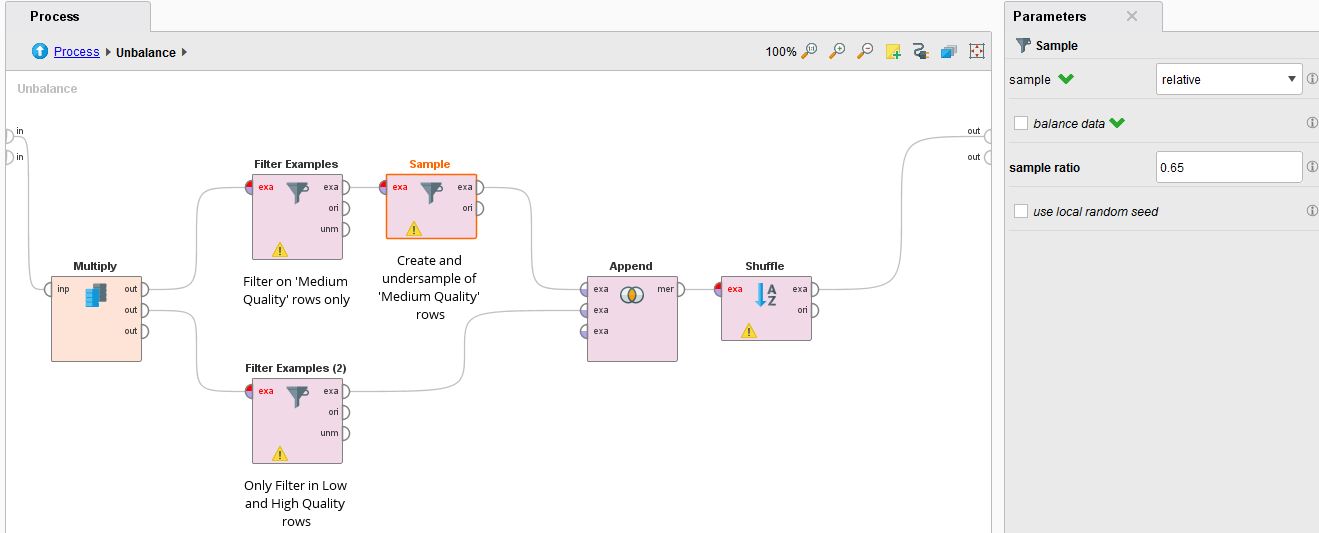 Process
Process Unbalance
100%
Unbalance
in
in
Multiply
inp out
out
out
Filter Examples
exa exa
ori
unm
Filter on 'Medium
Quality' rows only
Sample
exa exa
ori
Create and
undersample of
'Medium Quality'
rows
Filter Examples (2)
exa exa
ori
unm
Only Filter in Low
and High Quality
rows
Append
exa mer
exa
exa
Shuffle
exa exa
ori
A
Z
out
out
Parameters
Sample
sample relative
balance data
sample ratio 0.65
use local random seed